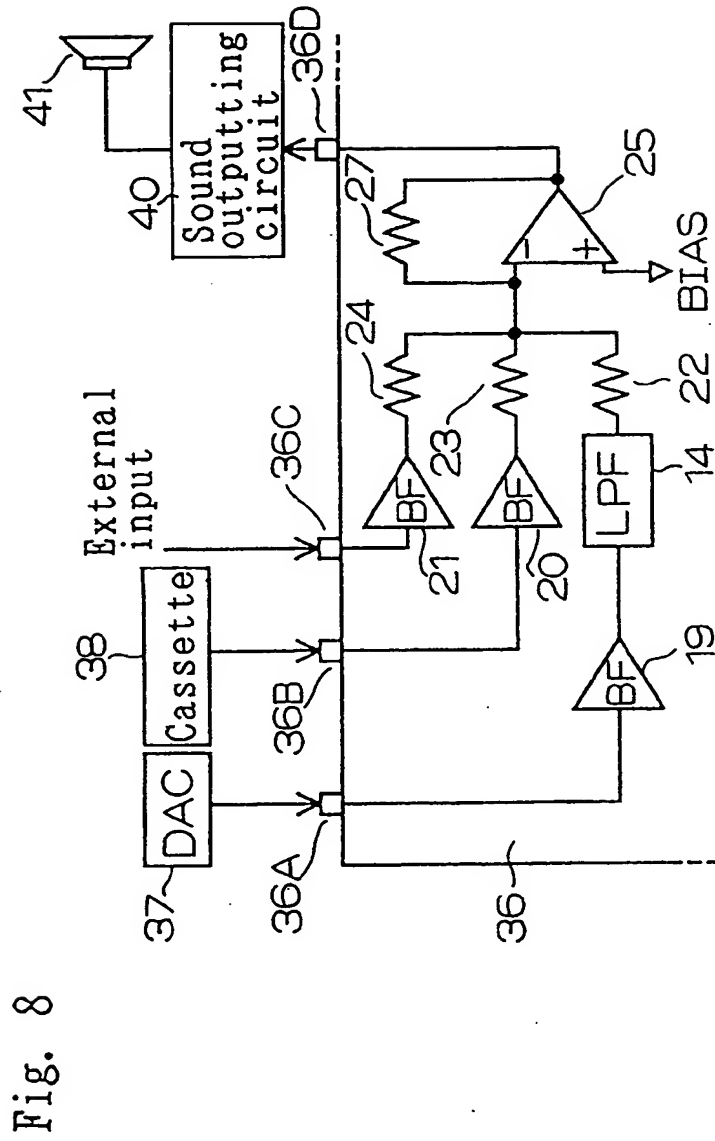 Fig. 8
37
DAC
38
Cassette
External
input
40
Sound
outputting
circuit
41
36A
36B
36C
36D
36
BF
21
24
27
BF
20
23
BF
19
LPF
14
22
−
+
25
BIAS